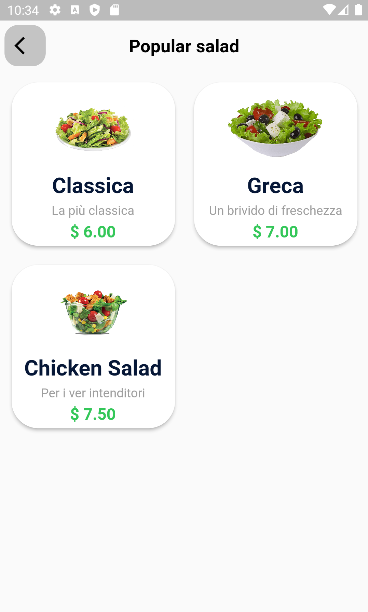 10:34
Popular salad
Classica
La più classica
$ 6.00
Greca
Un brivido di freschezza
$ 7.00
Chicken Salad
Per i ver intenditori
$ 7.50